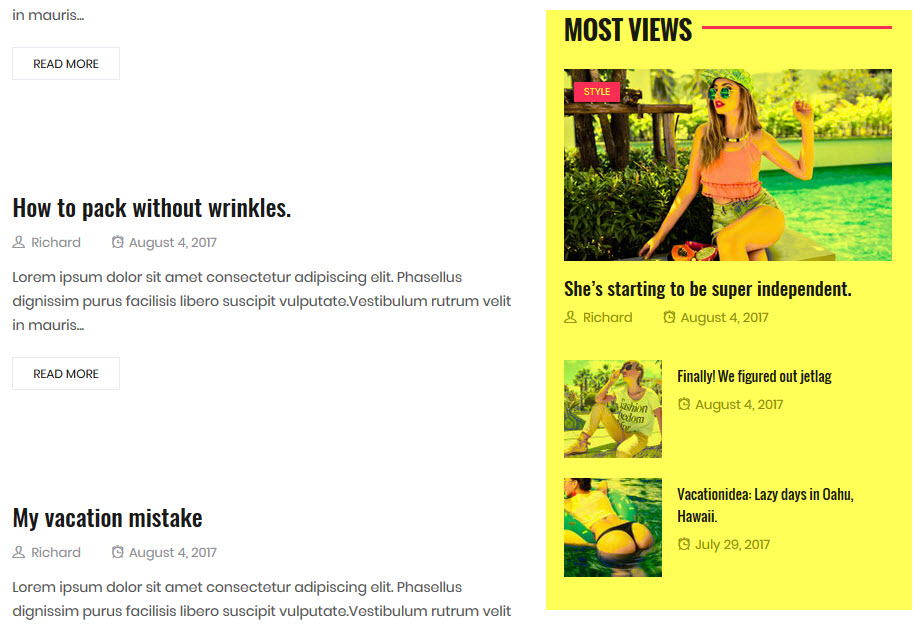 in mauris...
READ MORE
How to pack without wrinkles.
Richard August 4, 2017
Lorem ipsum dolor sit amet consectetur adipiscing elit. Phasellus
dignissim purus facilisis libero suscipit vulputate.Vestibulum rutrum velit
in mauris...
READ MORE
My vacation mistake
Richard August 4, 2017
Lorem ipsum dolor sit amet consectetur adipiscing elit. Phasellus
dignissim purus facilisis libero suscipit vulputate.Vestibulum rutrum velit
MOST VIEWS
STYLE
She's starting to be super independent.
Richard August 4, 2017
Finally! We figured out jetlag
August 4, 2017
fashion
Vacationidea: Lazy days in Oahu,
Hawaii.
July 29, 2017